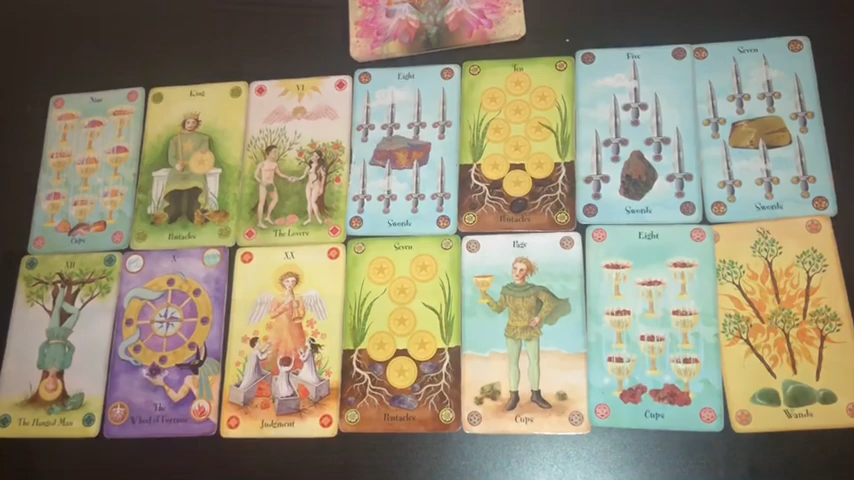 Nine
Cups
King
Pentacles
VI
The Lovers
Eight
Swords
Ten
Pentacles
Five
Swords
Seven
Swords
XII
The Hanged Man
X
The
Wheel of Fortune
XX
Judgment
Seven
Pentacles
Page
Cups
Eight
Cups
Wands